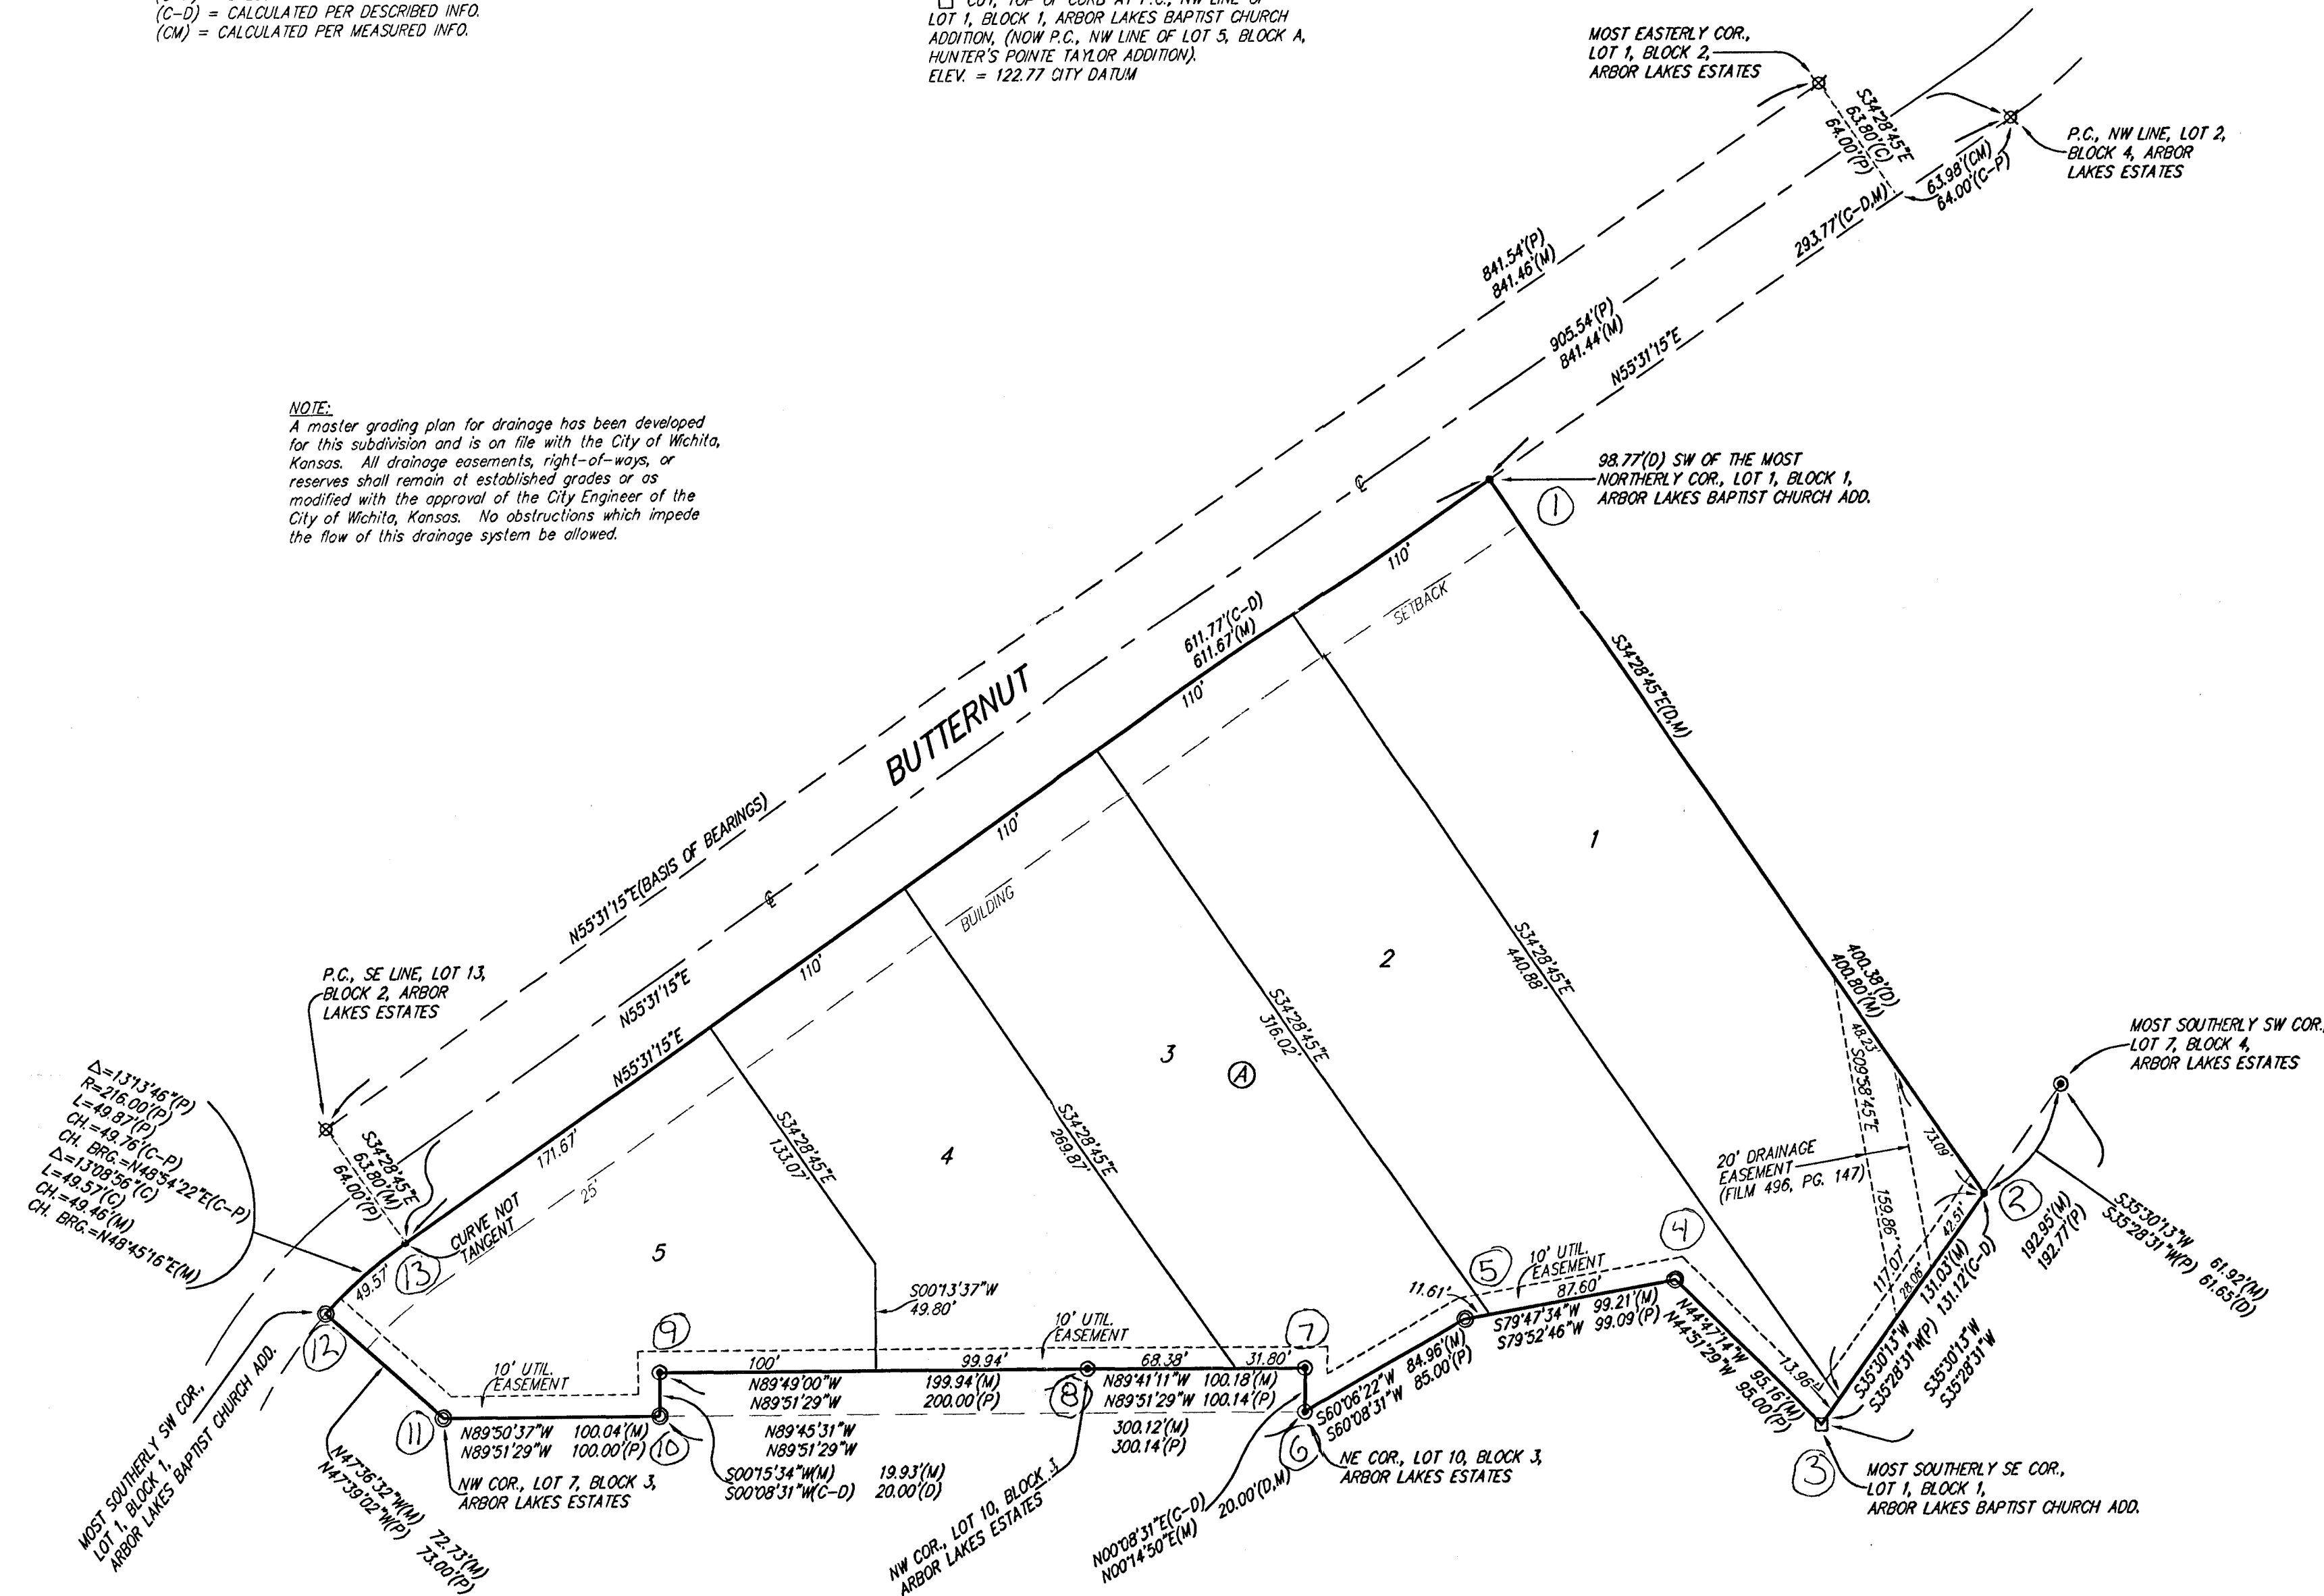 (C-D) = CALCULATED PER DESCRIBED INFO.
(CM) = CALCULATED PER MEASURED INFO.
CUT, TOP OF CURB AT P.C., NW LINE OF
LOT 1, BLOCK 1, ARBOR LAKES BAPTIST CHURCH
ADDITION, (NOW P.C., NW LINE OF LOT 5, BLOCK A,
HUNTER'S POINTE TAYLOR ADDITION).
ELEV. = 122.77 CITY DATUM
MOST EASTERLY COR.,
LOT 1, BLOCK 2,
ARBOR LAKES ESTATES
S34°28'45"E
63.80'(C)
64.00'(P)
P.C., NW LINE, LOT 2,
BLOCK 4, ARBOR
LAKES ESTATES
63.98'(CM)
64.00'(C-P)
293.77'(C-D,M)
841.54'(P)
841.46'(M)
905.54'(P)
841.44'(M)
N55°31'15"E
NOTE:
A master grading plan for drainage has been developed
for this subdivision and is on file with the City of Wichita,
Kansas. All drainage easements, right-of-ways, or
reserves shall remain at established grades or as
modified with the approval of the City Engineer of the
City of Wichita, Kansas. No obstructions which impede
the flow of this drainage system be allowed.
98.77'(D) SW OF THE MOST
NORTHERLY COR., LOT 1, BLOCK 1,
ARBOR LAKES BAPTIST CHURCH ADD.
1
110'
SETBACK
611.77'(C-D)
611.67'(M)
110'
S34°28'45"E(D,M)
BUTTERNUT
110'
N55°31'15"E(BASIS OF BEARINGS)
BUILDING
110'
1
2
3
A
4
5
S34°28'45"E
440.88'
S34°28'45"E
316.02'
S34°28'45"E
269.87'
S34°28'45"E
133.07'
400.38'(D)
400.80'(M)
48.23'
S09°58'45"E
73.09'
159.86'
P.C., SE LINE, LOT 13,
BLOCK 2, ARBOR
LAKES ESTATES
N55°31'15"E
N55°31'15"E
171.67'
25'
S34°28'45"E
63.80'(M)
64.00'(P)
CURVE NOT
TANGENT
Δ=13°13'46"(P)
R=216.00'(P)
L=49.87'(P)
CH.=49.76'(C-P)
CH. BRG.=N48°54'22"E(C-P)
Δ=13°08'56"(C)
L=49.57'(C)
CH.=49.46'(M)
CH. BRG.=N48°45'16"E(M)
49.57'
13
12
MOST SOUTHERLY SW COR.,
LOT 7, BLOCK 4,
ARBOR LAKES ESTATES
20' DRAINAGE
EASEMENT
(FILM 496, PG. 147)
2
S35°30'13"W 61.92'(M)
S35°28'31"W(P) 61.65'(D)
192.95'(M)
192.77'(P)
42.51'
117.07'
28.06'
131.03'(M)
131.12'(C-D)
S35°30'13"W
S35°28'31"W(P)
S35°30'13"W
S35°28'31"W
4
5
10' UTIL.
EASEMENT
11.61'
87.60'
S79°47'34"W 99.21'(M)
S79°52'46"W 99.09'(P)
N44°47'14"W 95.16'(M)
N44°51'29"W 95.00'(P)
13.96'
S00°13'37"W
49.80'
10' UTIL.
EASEMENT
7
9
100'
99.94'
68.38'
31.80'
N89°49'00"W 199.94'(M)
N89°51'29"W 200.00'(P)
8
N89°41'11"W 100.18'(M)
N89°51'29"W 100.14'(P)
S60°06'22"W 84.96'(M)
S60°08'31"W 85.00'(P)
10' UTIL.
EASEMENT
11
N89°50'37"W 100.04'(M)
N89°51'29"W 100.00'(P)
10
N89°45'31"W
N89°51'29"W
300.12'(M)
300.14'(P)
6
NE COR., LOT 10, BLOCK 3,
ARBOR LAKES ESTATES
3
MOST SOUTHERLY SE COR.,
LOT 1, BLOCK 1,
ARBOR LAKES BAPTIST CHURCH ADD.
NW COR., LOT 7, BLOCK 3,
ARBOR LAKES ESTATES
S00°15'34"W(M) 19.93'(M)
S00°08'31"W(C-D) 20.00'(D)
MOST SOUTHERLY SW COR.,
LOT 1, BLOCK 1,
ARBOR LAKES BAPTIST CHURCH ADD.
N47°36'32"W(M) 72.73'(M)
N47°39'02"W(P) 73.00'(P)
NW COR., LOT 10, BLOCK 3,
ARBOR LAKES ESTATES
N00°08'31"E(C-D)
N00°14'50"E(M) 20.00'(D,M)